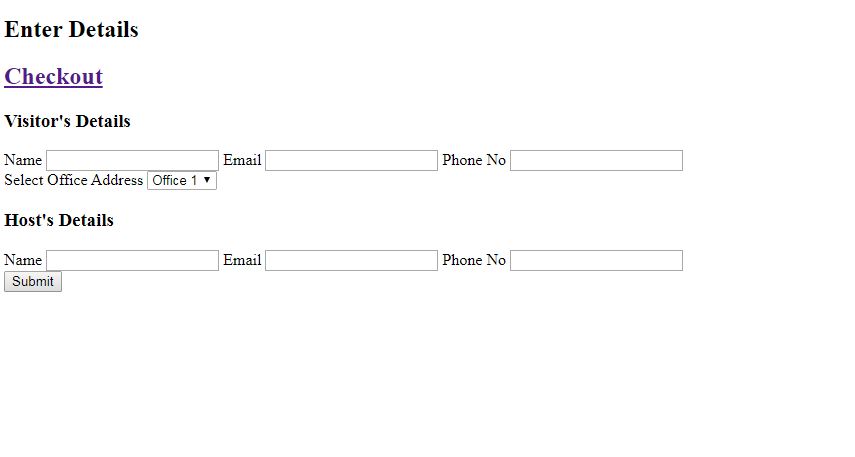 Enter Details
Checkout
Visitor's Details
Name Email Phone No
Select Office Address Office 1
Host's Details
Name Email Phone No
Submit